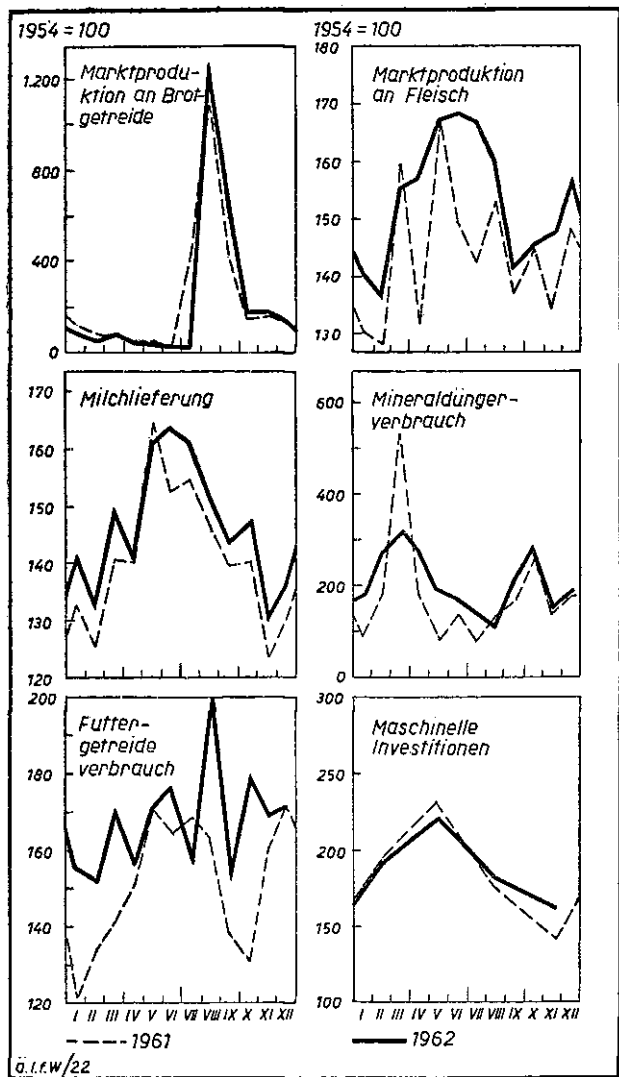 1954=100
1954=100
Marktprodu-
ktion an Brot-
getreide
1.200
800
400
0
Marktproduktion
an Fleisch
180
170
160
150
140
130
Milchlieferung
170
160
150
140
130
120
Mineraldünger-
verbrauch
600
400
200
0
Futter-
getreide
verbrauch
200
180
170
160
140
120
Maschinelle
Investitionen
300
250
200
150
100
I II III IV V VI VII VIII IX X XI XII
I II III IV V VI VII VIII IX X XI XII
1961
1962
ö.I.f.W/22